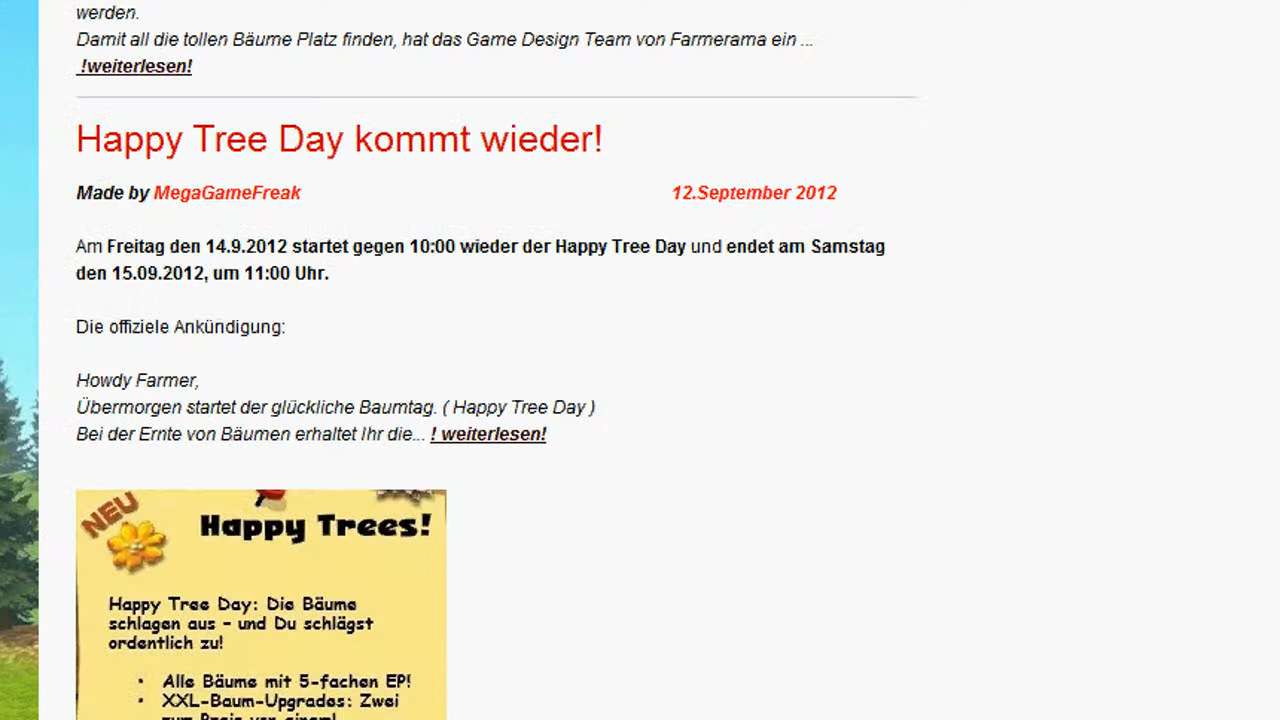 werden.
Damit all die tollen Bäume Platz finden, hat das Game Design Team von Farmerama ein ...
!weiterlesen!
Happy Tree Day kommt wieder!
Made by MegaGameFreak 12.September 2012
Am Freitag den 14.9.2012 startet gegen 10:00 wieder der Happy Tree Day und endet am Samstag
den 15.09.2012, um 11:00 Uhr.
Die offiziele Ankündigung:
Howdy Farmer,
Übermorgen startet der glückliche Baumtag. ( Happy Tree Day )
Bei der Ernte von Bäumen erhaltet Ihr die... ! weiterlesen!
NEU
Happy Trees!
Happy Tree Day: Die Bäume
schlagen aus – und Du schlägst
ordentlich zu!
• Alle Bäume mit 5-fachen EP!
• XXL-Baum-Upgrades: Zwei
zum Preis von einem!